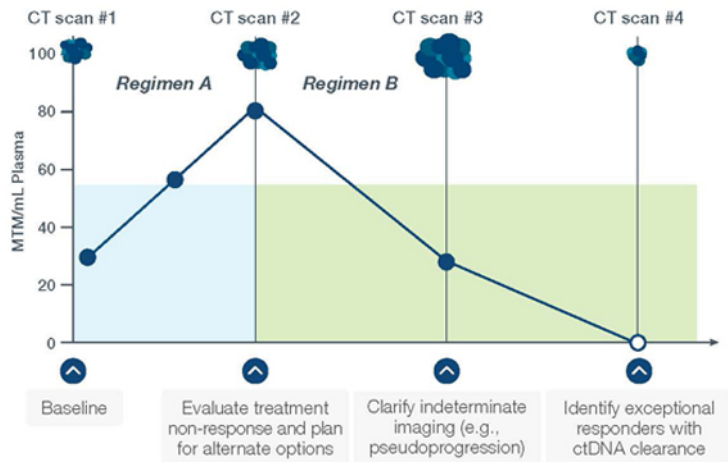 CT scan #1
CT scan #2
CT scan #3
CT scan #4
MTM/mL Plasma
100
80
60
40
20
0
Regimen A
Regimen B
Baseline
Evaluate treatment
non-response and plan
for alternate options
Clarify indeterminate
imaging (e.g.,
pseudoprogression)
Identify exceptional
responders with
ctDNA clearance